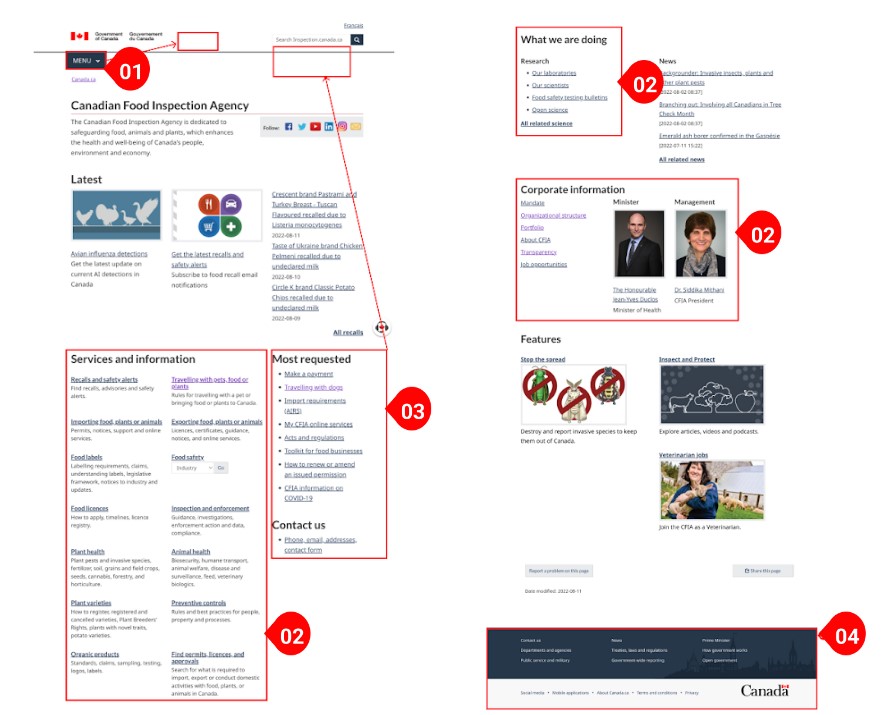 Français
Government of Canada
Gouvernement du Canada
Search Inspection.canada.ca
MENU
01
Canada.ca
Canadian Food Inspection Agency
The Canadian Food Inspection Agency is dedicated to
safeguarding food, animals and plants, which enhances
the health and well-being of Canada's people,
environment and economy.
Follow:
Latest
Avian influenza detections
Get the latest update on
current AI detections in
Canada
Get the latest recalls and
safety alerts
Subscribe to food recall email
notifications
Crescent brand Pastrami and
Turkey Breast - Tuscan
Flavoured recalled due to
Listeria monocytogenes
2022-08-11
Taste of Ukraine brand Chicken
Pelmeni recalled due to
undeclared milk
2022-08-10
Circle K brand Classic Potato
Chips recalled due to
undeclared milk
2022-08-09
All recalls
Services and information
Recalls and safety alerts
Find recalls, advisories and safety
alerts.
Travelling with pets, food or
plants
Rules for travelling with a pet or
bringing food or plants to Canada.
Importing food, plants or animals
Permits, notices, support and online
services.
Exporting food, plants or animals
Licences, certificates, guidance,
notices, and online services.
Food labels
Labelling requirements, claims,
understanding labels, legislative
framework, notices to industry and
updates.
Food safety
Industry
Go
Food licences
How to apply, timelines, licence
registry.
Inspection and enforcement
Guidance, investigations,
enforcement action and data,
compliance.
Plant health
Plant pests and invasive species,
fertilizer, soil, grains and field crops,
seeds, cannabis, forestry, and
horticulture.
Animal health
Biosecurity, humane transport,
animal welfare, disease and
surveillance, feed, veterinary
biologics.
Plant varieties
How to register, registered and
cancelled varieties, Plant Breeders'
Rights, plants with novel traits,
potato varieties.
Preventive controls
Rules and best practices for people,
property and processes.
Organic products
Standards, claims, sampling, testing,
logos, labels.
Find permits, licences, and
approvals
Search for what is required to
import, export or conduct domestic
activities with food, plants, or
animals in Canada.
02
Most requested
• Make a payment
• Travelling with dogs
• Import requirements
(AIRS)
• My CFIA online services
• Acts and regulations
• Toolkit for food businesses
• How to renew or amend
an issued permission
• CFIA information on
COVID-19
Contact us
• Phone, email, addresses,
contact form
03
What we are doing
Research
• Our laboratories
• Our scientists
• Food safety testing bulletins
• Open science
All related science
02
News
Backgrounder: Invasive insects, plants and
other plant pests
[2022-08-02 08:37]
Branching out: Involving all Canadians in Tree
Check Month
[2022-08-02 08:37]
Emerald ash borer confirmed in the Gaspésie
[2022-07-11 15:22]
All related news
Corporate information
Mandate
Organizational structure
Portfolio
About CFIA
Transparency
Job opportunities
Minister
The Honourable
Jean-Yves Duclos
Minister of Health
Management
Dr. Siddika Mithani
CFIA President
02
Features
Stop the spread
Destroy and report invasive species to keep
them out of Canada.
Inspect and Protect
Explore articles, videos and podcasts.
Veterinarian jobs
Join the CFIA as a Veterinarian.
Report a problem on this page
Share this page
Date modified: 2022-08-11
04
Contact us
News
Prime Minister
Departments and agencies
Treaties, laws and regulations
How government works
Public service and military
Government-wide reporting
Open government
Social media • Mobile applications • About Canada.ca • Terms and conditions • Privacy
Canada